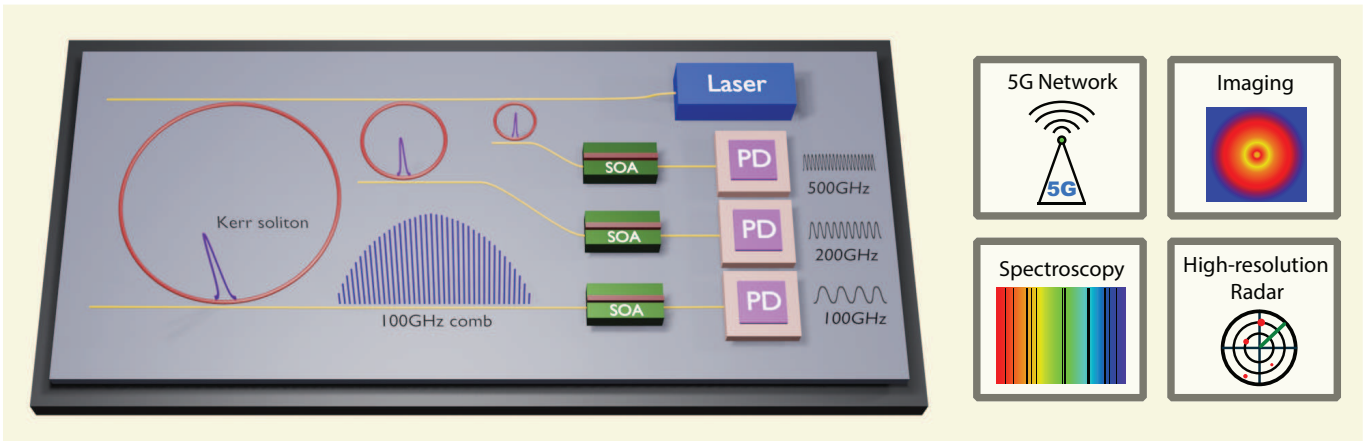 Laser
SOA
PD
500GHz
Kerr soliton
SOA
PD
200GHz
100GHz comb
SOA
PD
100GHz
5G Network
5G
Imaging
Spectroscopy
High-resolution
Radar